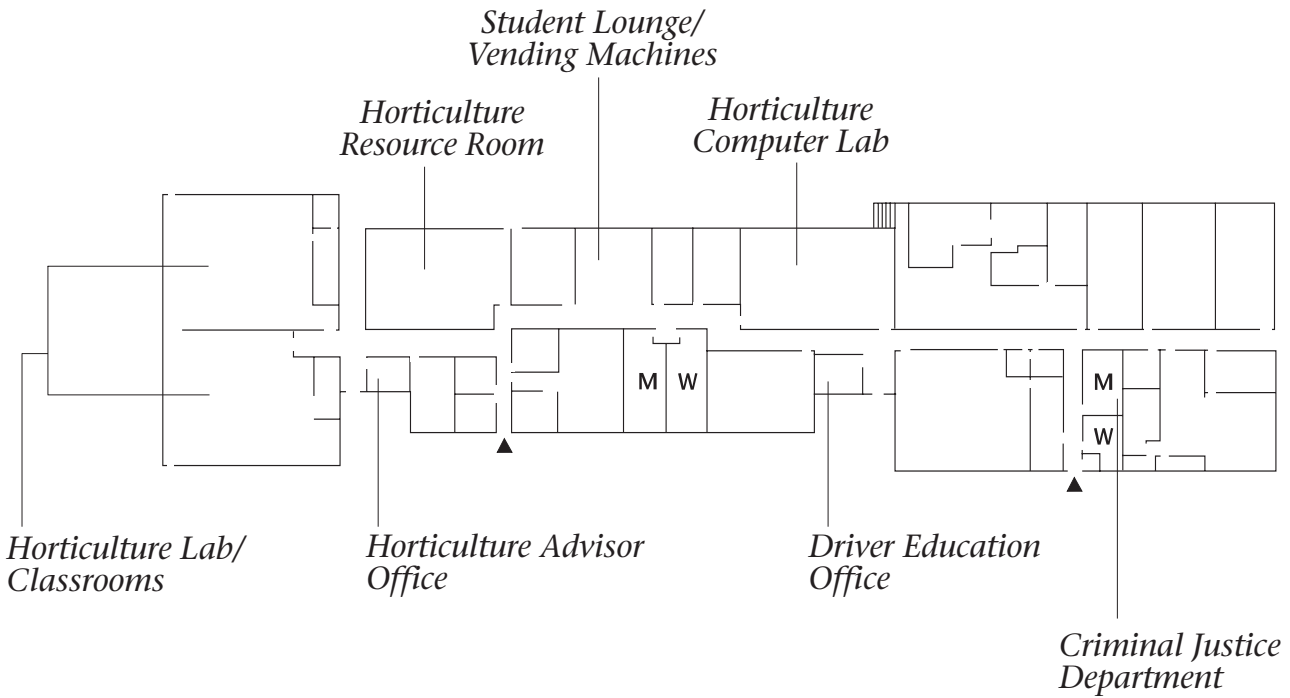 Student Lounge/
Vending Machines
Horticulture
Resource Room
Horticulture
Computer Lab
M
W
M
W
Horticulture Lab/
Classrooms
Horticulture Advisor
Office
Driver Education
Office
Criminal Justice
Department